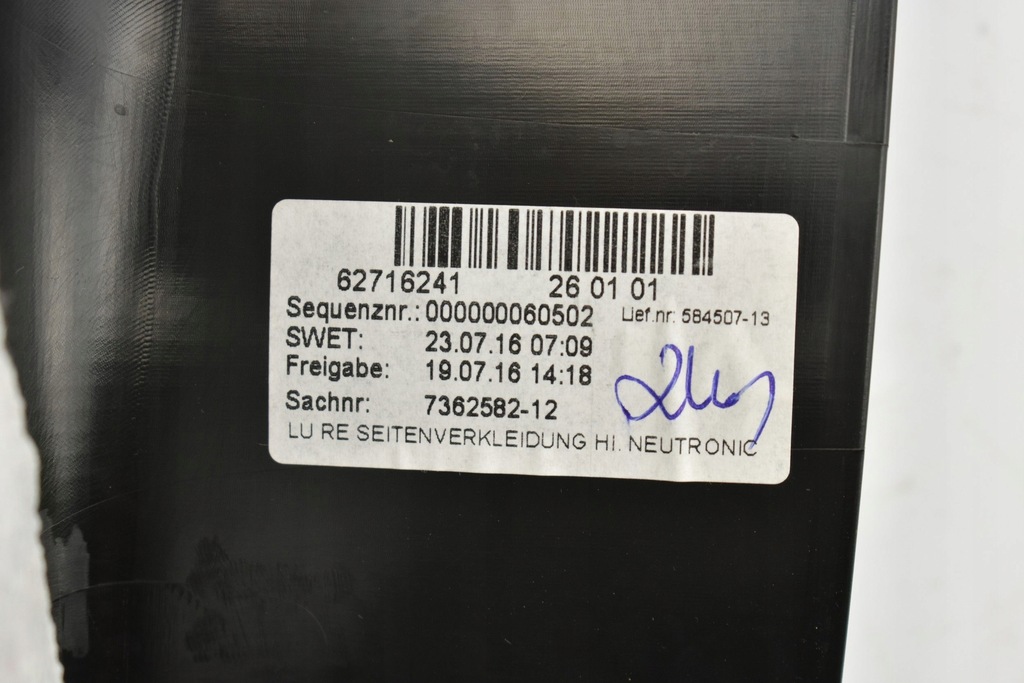 62716241 26 01 01
Sequenznr.: 000000060502 Lief.nr: 584507-13
SWET: 23.07.16 07:09
Freigabe: 19.07.16 14:18
Sachnr: 7362582-12
LU RE SEITENVERKLEIDUNG HI. NEUTRONIC